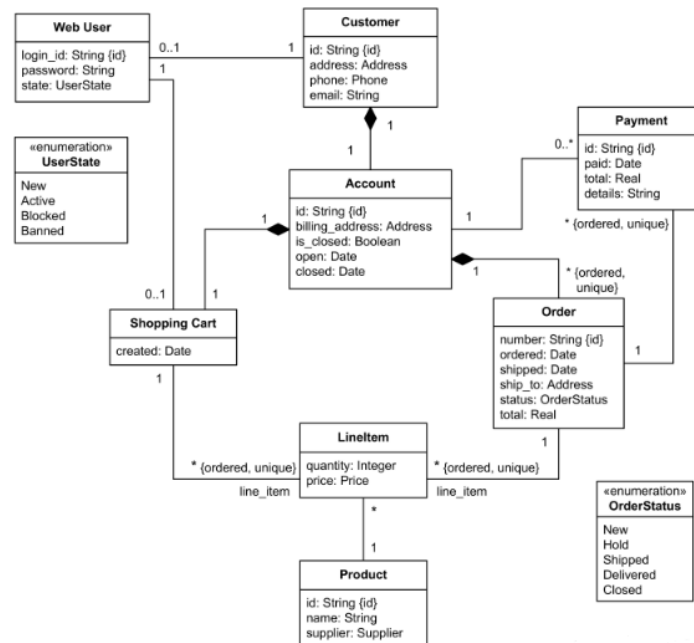 Web User
login_id: String {id}
password: String
state: UserState
0..1
1
1
Customer
id: String {id}
address: Address
phone: Phone
email: String
1
1
«enumeration»
UserState
New
Active
Blocked
Banned
Account
id: String {id}
billing_address: Address
is_closed: Boolean
open: Date
closed: Date
1
1
1
Payment
id: String {id}
paid: Date
total: Real
details: String
0..*
* {ordered, unique}
* {ordered,
unique}
0..1
1
Shopping Cart
created: Date
1
Order
number: String {id}
ordered: Date
shipped: Date
ship_to: Address
status: OrderStatus
total: Real
1
1
LineItem
quantity: Integer
price: Price
* {ordered, unique}
line_item
* {ordered, unique}
line_item
*
1
«enumeration»
OrderStatus
New
Hold
Shipped
Delivered
Closed
Product
id: String {id}
name: String
supplier: Supplier